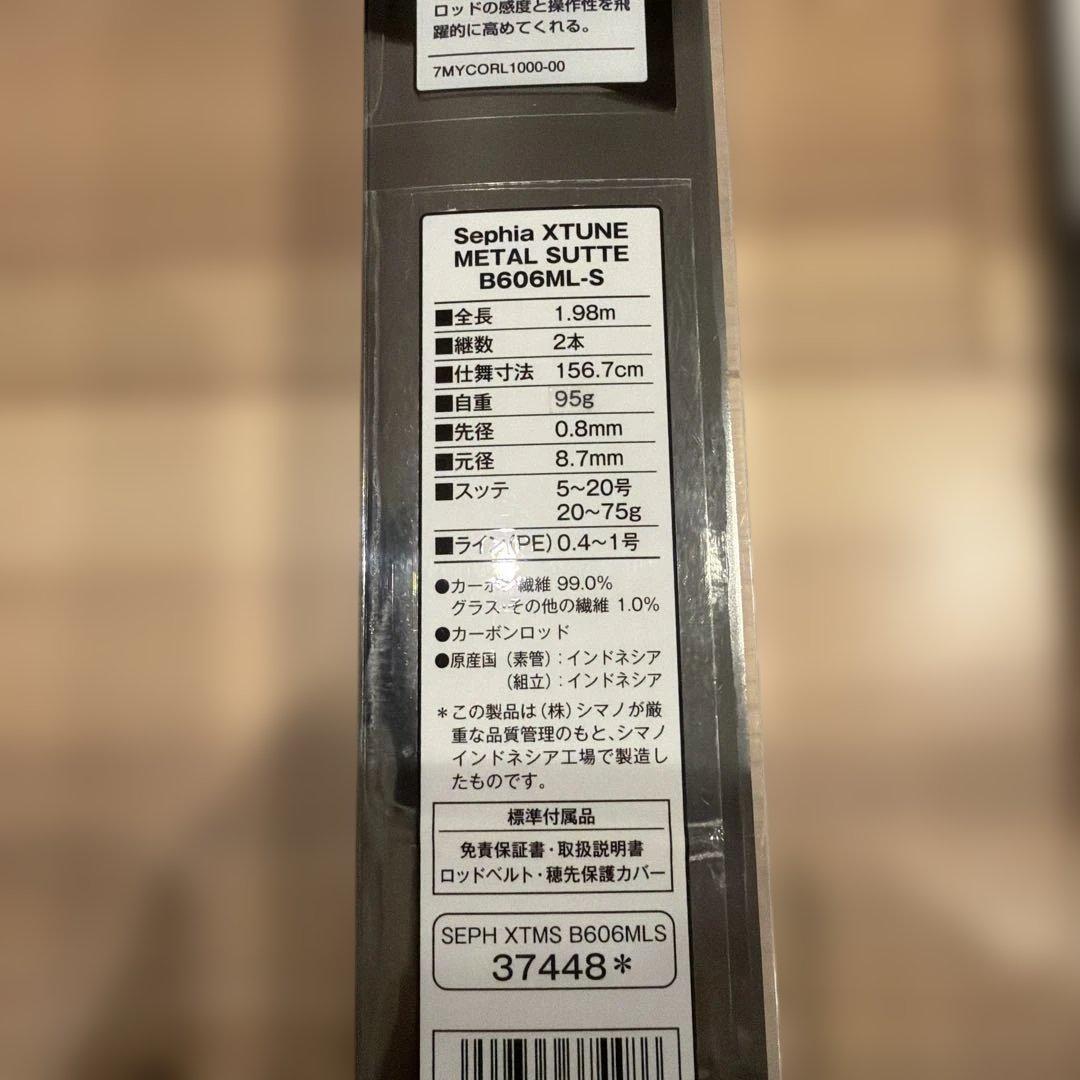 ロッドの感度と操作性を飛
躍的に高めてくれる。
7MYCORL1000-00
Sephia XTUNE
METAL SUTTE
B606ML-S
■全長 1.98m
■継数 2本
■仕舞寸法 156.7cm
■自重 95g
■先径 0.8mm
■元径 8.7mm
■スッテ 5~20号
20~75g
■ライン(PE) 0.4~1号
●カーボン繊維 99.0%
グラス・その他の繊維 1.0%
●カーボンロッド
●原産国(素管):インドネシア
(組立):インドネシア
*この製品は(株)シマノが厳
重な品質管理のもと、シマノ
インドネシア工場で製造し
たものです。
標準付属品
免責保証書・取扱説明書
ロッドベルト・穂先保護カバー
SEPH XTMS B606MLS
37448*